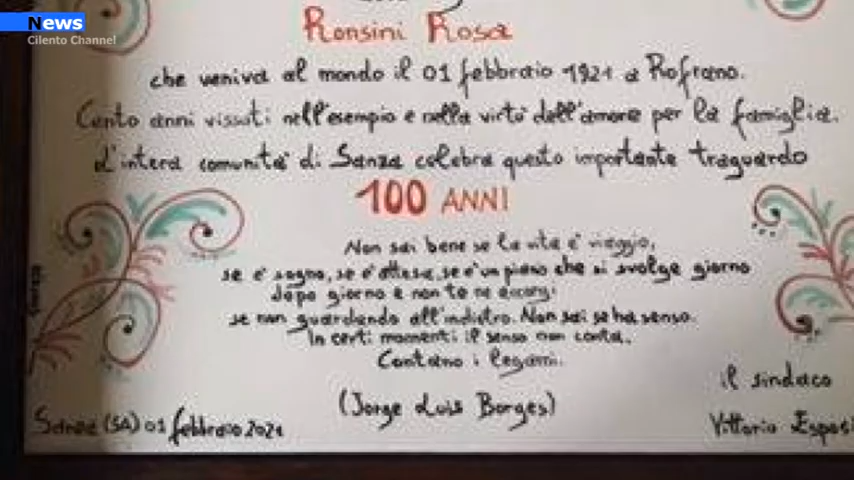 News
Cilento Channel
Ronsini Rosa
che veniva al mondo il 01 febbraio 1921 a Rofrano.
Cento anni vissuti nell'esempio e nella virtù dell'amore per la famiglia.
d'intera comunità di Sanza celebra questo importante traguardo
100 ANNI
Non sai bene se la vita è viaggio,
se è sogno, se è attesa, se è un piano che si svolge giorno
dopo giorno e non te ne accorgi
se non guardando all'indietro. Non sai se ha senso.
In certi momenti il senso non conta.
Contano i legami.
(Jorge Luis Borges)
il sindaco
Sanza (SA) 01 febbraio 2021
Vittorio Espos